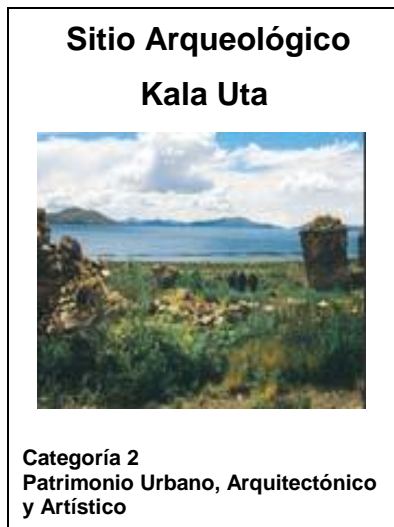 Sitio Arqueológico
Kala Uta
Categoría 2
Patrimonio Urbano, Arquitectónico
y Artístico